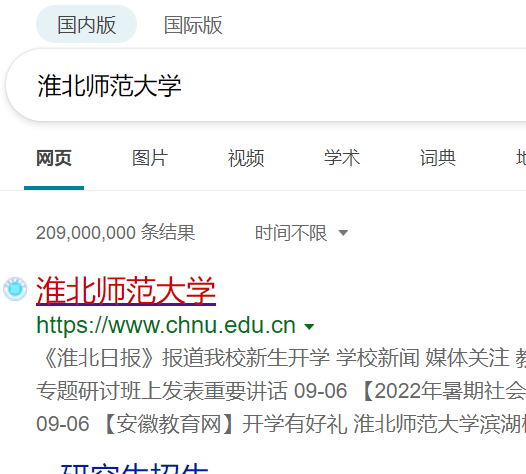 国内版 国际版
淮北师范大学
网页 图片 视频 学术 词典
209,000,000 条结果 时间不限
淮北师范大学
https://www.chnu.edu.cn
《淮北日报》报道我校新生开学 学校新闻 媒体关注
专题研讨班上发表重要讲话 09-06 【2022年暑期社会
09-06 【安徽教育网】开学有好礼 淮北师范大学滨湖
研究生招生